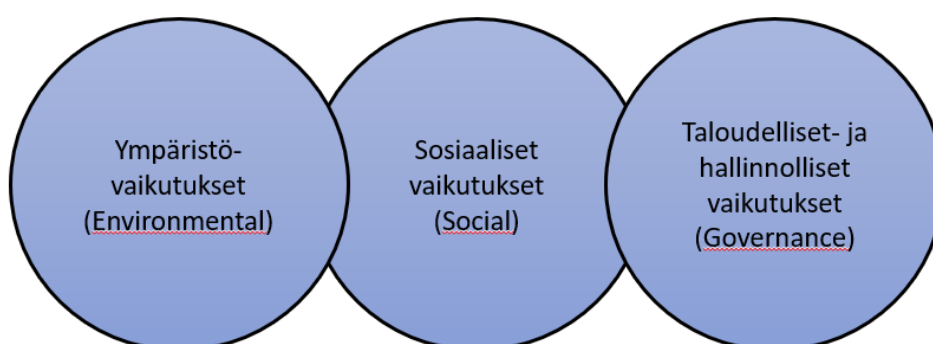 Ympäristö-
vaikutukset
(Environmental)
Sosiaaliset
vaikutukset
(Social)
Taloudelliset- ja
hallinnolliset
vaikutukset
(Governance)